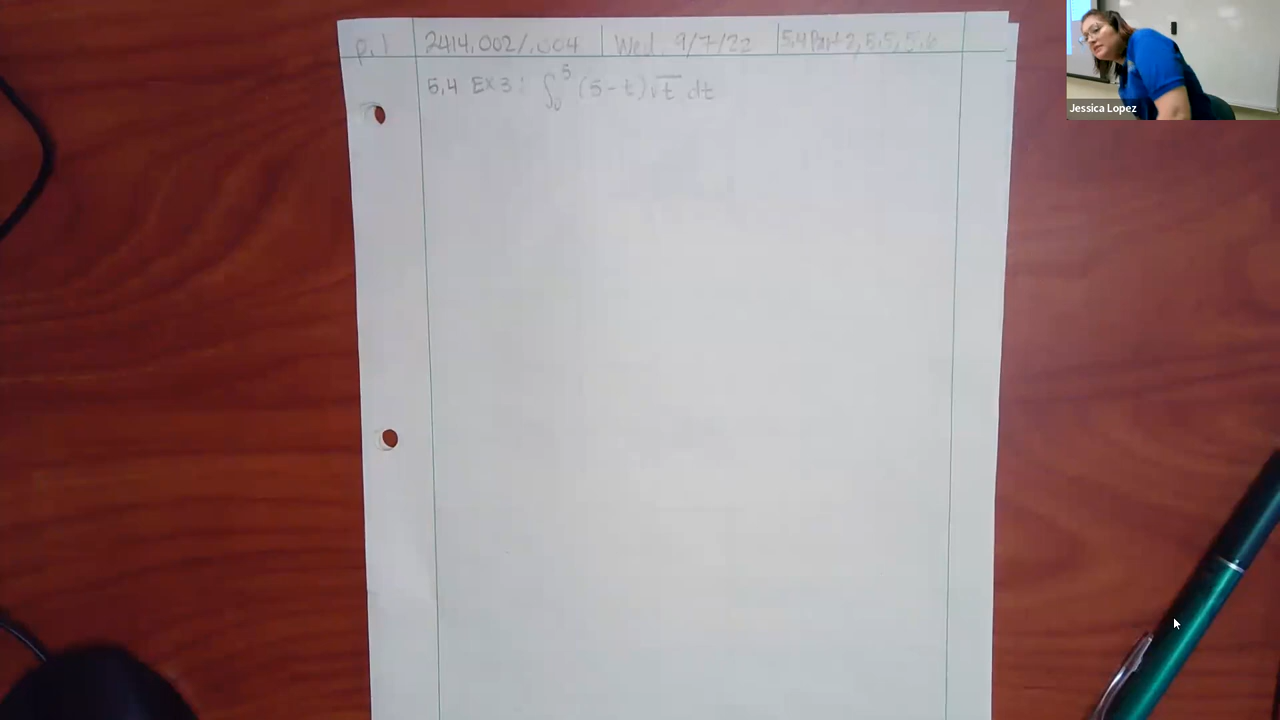 p.1 2414.002/.004 Wed 9/7/22 5.4 Part 2, 5.5, 5.6
5.4 Ex 3: ∫₀⁵ (5-t)√t dt
Jessica Lopez